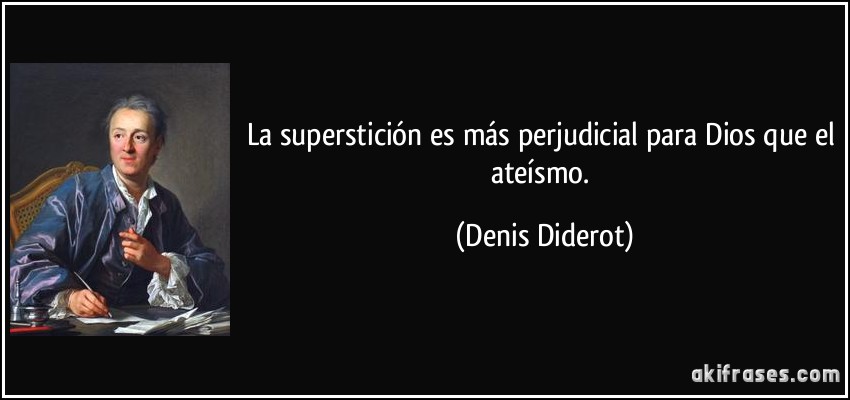 La superstición es más perjudicial para Dios que el
ateísmo.
(Denis Diderot)
akifrases.com